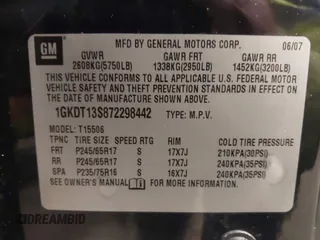 GM
MFD BY GENERAL MOTORS CORP. 06/07
GVWR GAWR FRT GAWR RR
2608KG(5750LB) 1338KG(2950LB) 1452KG(3200LB)
THIS VEHICLE CONFORMS TO ALL APPLICABLE U.S. FEDERAL MOTOR
VEHICLE SAFETY AND THEFT PREVENTION STANDARDS IN EFFECT ON
THE DATE OF MANUFACTURE SHOWN ABOVE.
1GKDT13S872298442 TYPE: M.P.V.
MODEL: T15506
TIRE SIZE SPEED RTG RIM COLD TIRE PRESSURE
FRT P245/65R17 S 17X7J 210KPA(30PSI)
RR P245/65R17 S 17X7J 240KPA(35PSI)
SPA P235/75R16 S 16X7J 240KPA(35PSI)
SEE OWNER'S MANUAL FOR MORE INFORMATION.
DREAMBID